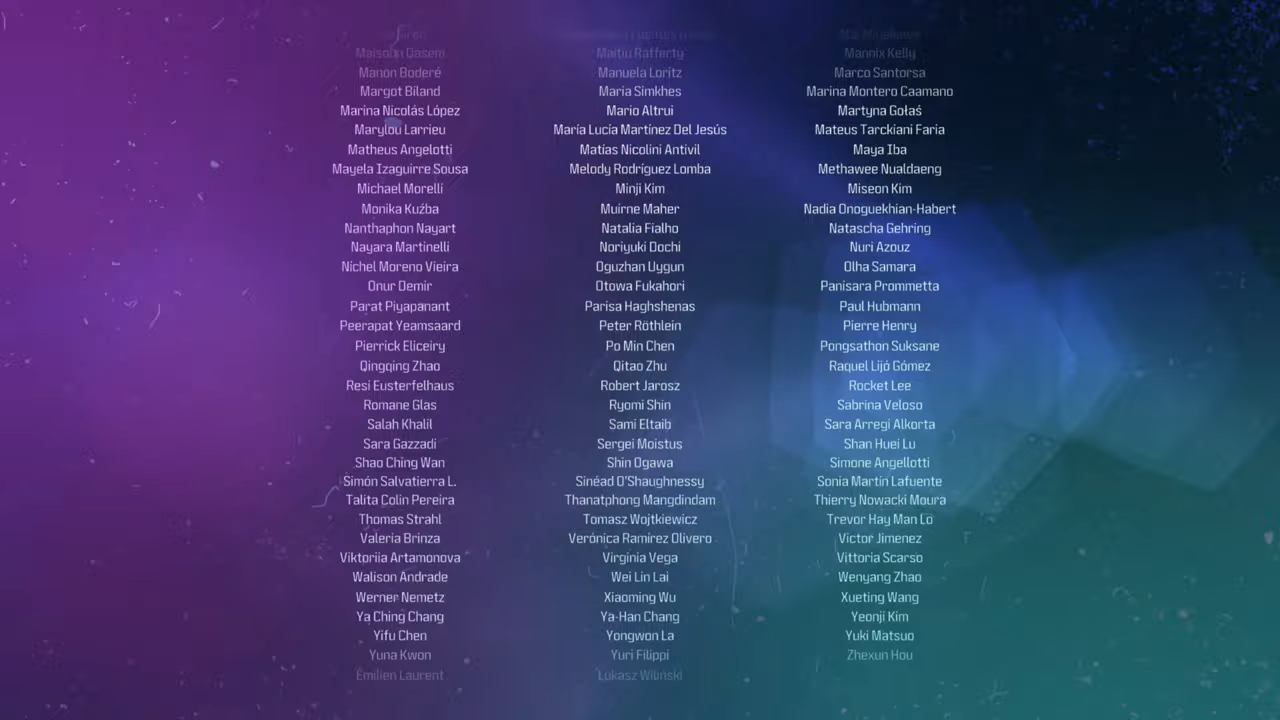 Maisoun Qasem Maitiu Rafferty Mannix Kelly
Manon Boderé Manuela Loritz Marco Santorsa
Margot Biland Maria Simkhes Marina Montero Caamano
Marina Nicolás López Mario Altrui Martyna Gołaś
Marylou Larrieu María Lucía Martínez Del Jesús Mateus Tarckiani Faria
Matheus Angelotti Matías Nicolini Antivil Maya Iba
Mayela Izaguirre Sousa Melody Rodríguez Lomba Methawee Nualdaeng
Michael Morelli Minji Kim Miseon Kim
Monika Kuźba Muirne Maher Nadia Onoguekhian-Habert
Nanthaphon Nayart Natalia Fialho Natascha Gehring
Nayara Martinelli Noriyuki Dochi Nuri Azouz
Nichel Moreno Vieira Oguzhan Uygun Olha Samara
Onur Demir Otowa Fukahori Panisara Prommetta
Parat Piyapanant Parisa Haghshenas Paul Hubmann
Peerapat Yeamsaard Peter Röthlein Pierre Henry
Pierrick Eliceiry Po Min Chen Pongsathon Suksane
Qingqing Zhao Qitao Zhu Raquel Lijó Gómez
Resi Eusterfelhaus Robert Jarosz Rocket Lee
Romane Glas Ryomi Shin Sabrina Veloso
Salah Khalil Sami Eltaib Sara Arregi Alkorta
Sara Gazzadi Sergei Moistus Shan Huei Lu
Shao Ching Wan Shin Ogawa Simone Angellotti
Simón Salvatierra L. Sinéad O'Shaughnessy Sonia Martín Lafuente
Talita Colin Pereira Thanatphong Mangdindam Thierry Nowacki Moura
Thomas Strahl Tomasz Wojtkiewicz Trevor Hay Man Lo
Valeria Brinza Verónica Ramirez Olivero Victor Jimenez
Viktoriia Artamonova Virginia Vega Vittoria Scarso
Walison Andrade Wei Lin Lai Wenyang Zhao
Werner Nemetz Xiaoming Wu Xueting Wang
Ya Ching Chang Ya-Han Chang Yeonji Kim
Yifu Chen Yongwon La Yuki Matsuo
Yuna Kwon Yuri Filippi Zhexun Hou
Émilien Laurent Łukasz Wiliński